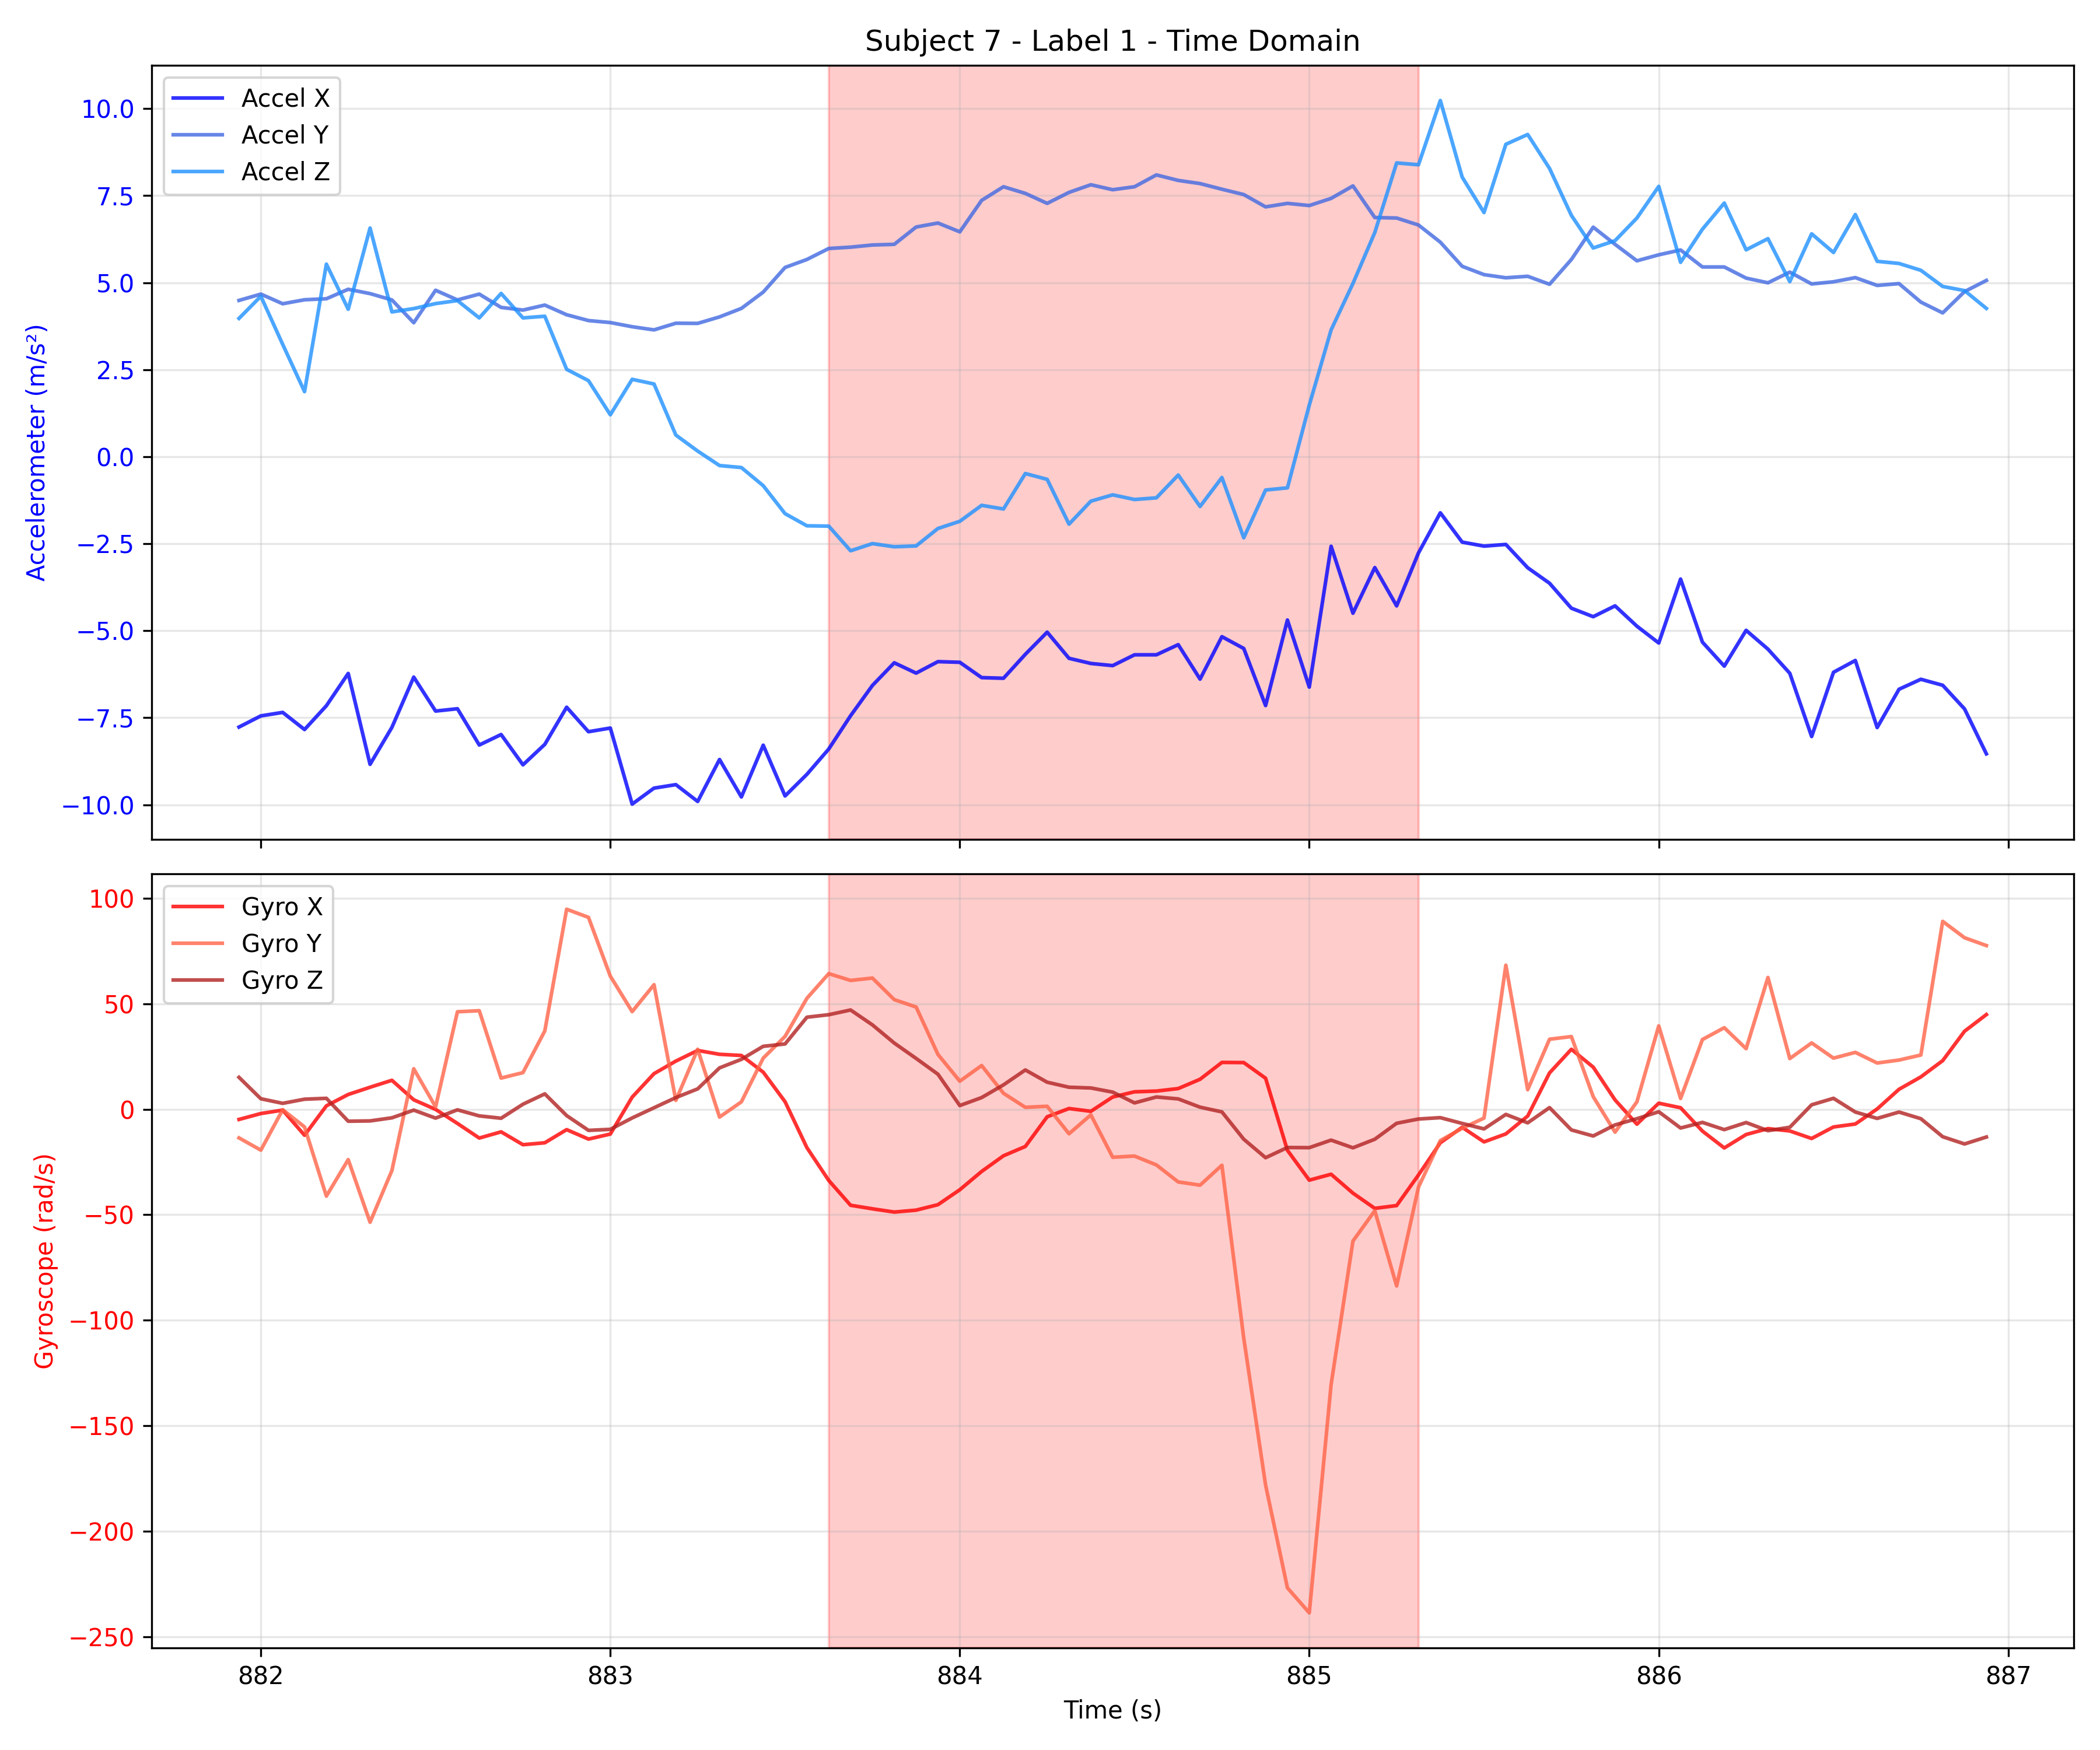 Subject 7 - Label 1 - Time Domain
Accel X
Accel Y
Accel Z
10.0
7.5
5.0
2.5
0.0
−2.5
−5.0
−7.5
−10.0
Accelerometer (m/s²)
Gyro X
Gyro Y
Gyro Z
100
50
0
−50
−100
−150
−200
−250
Gyroscope (rad/s)
882 883 884 885 886 887
Time (s)